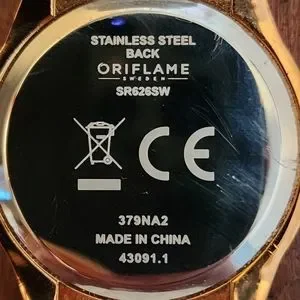 STAINLESS STEEL
BACK
ORIFLAME
SWEDEN
SR626SW
CE
379NA2
MADE IN CHINA
43091.1